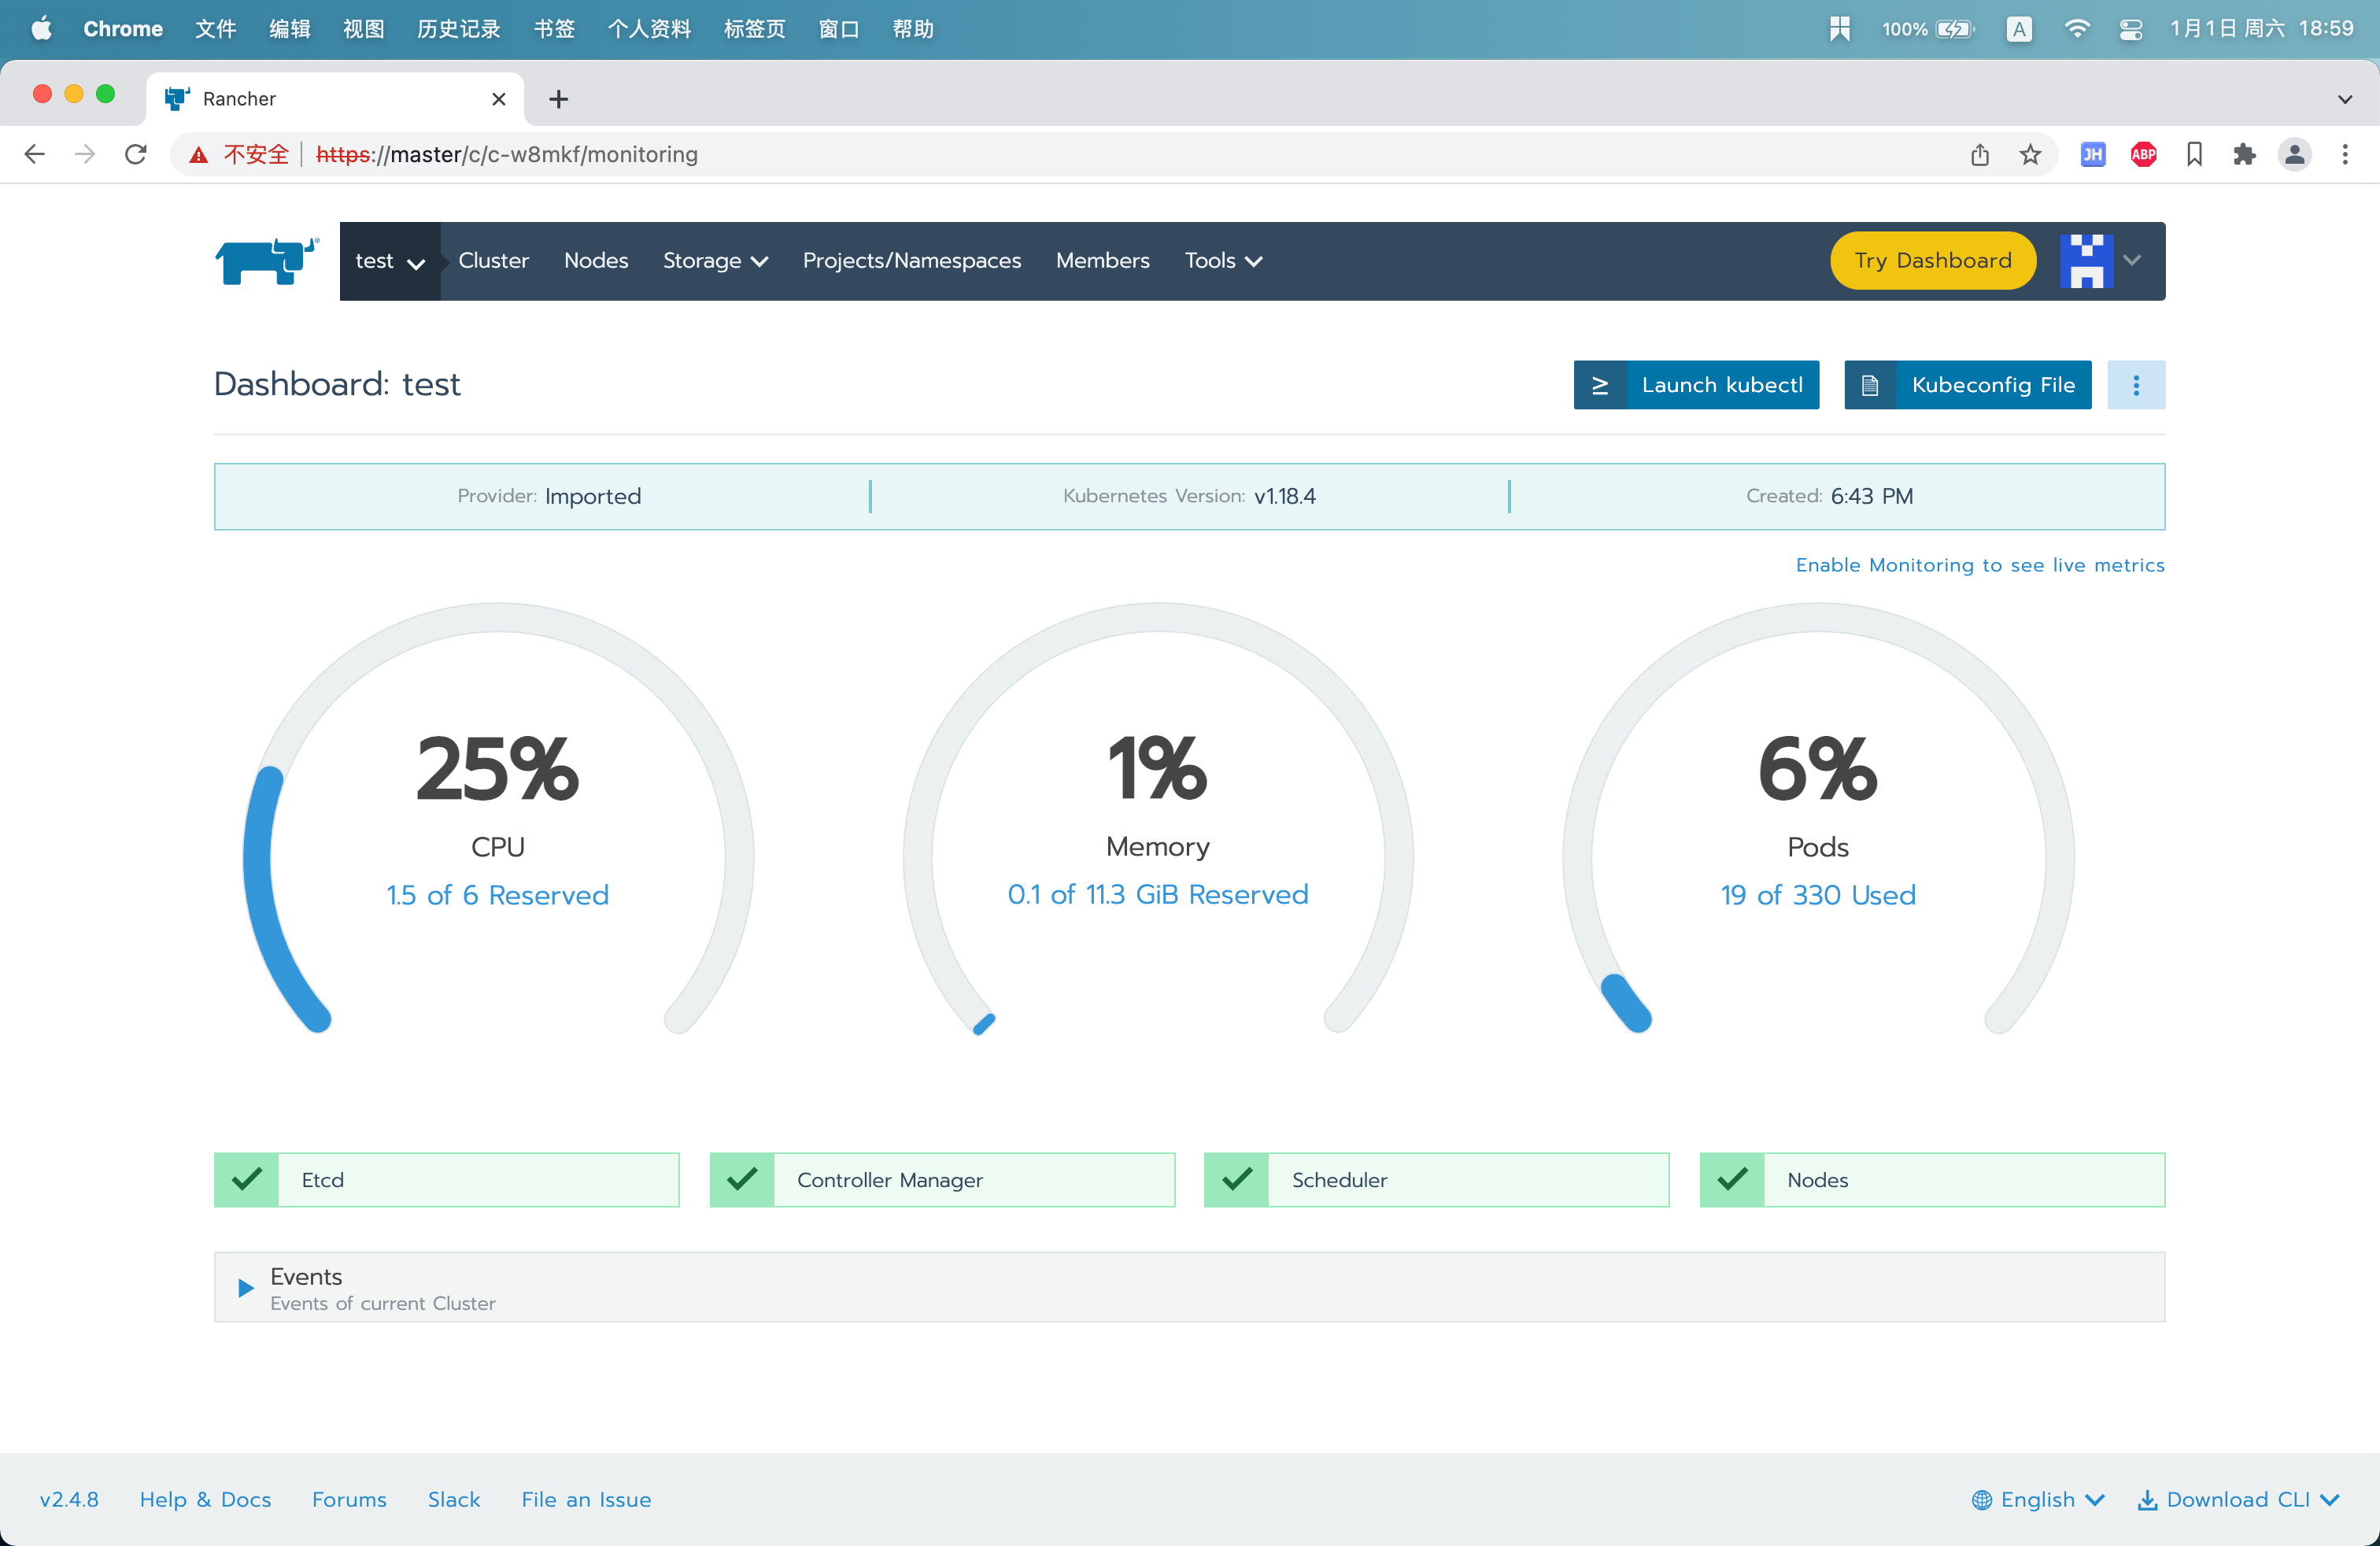 Chrome 文件 编辑 视图 历史记录 书签 个人资料 标签页 窗口 帮助 100% A 1月1日 周六 18:59
Rancher
不安全 https://master/c/c-w8mkf/monitoring JH ABP
test Cluster Nodes Storage Projects/Namespaces Members Tools Try Dashboard
Dashboard: test Launch kubectl Kubeconfig File
Provider: Imported Kubernetes Version: v1.18.4 Created: 6:43 PM
Enable Monitoring to see live metrics
25% 1% 6%
CPU Memory Pods
1.5 of 6 Reserved 0.1 of 11.3 GiB Reserved 19 of 330 Used
Etcd Controller Manager Scheduler Nodes
Events
Events of current Cluster
v2.4.8 Help & Docs Forums Slack File an Issue English Download CLI